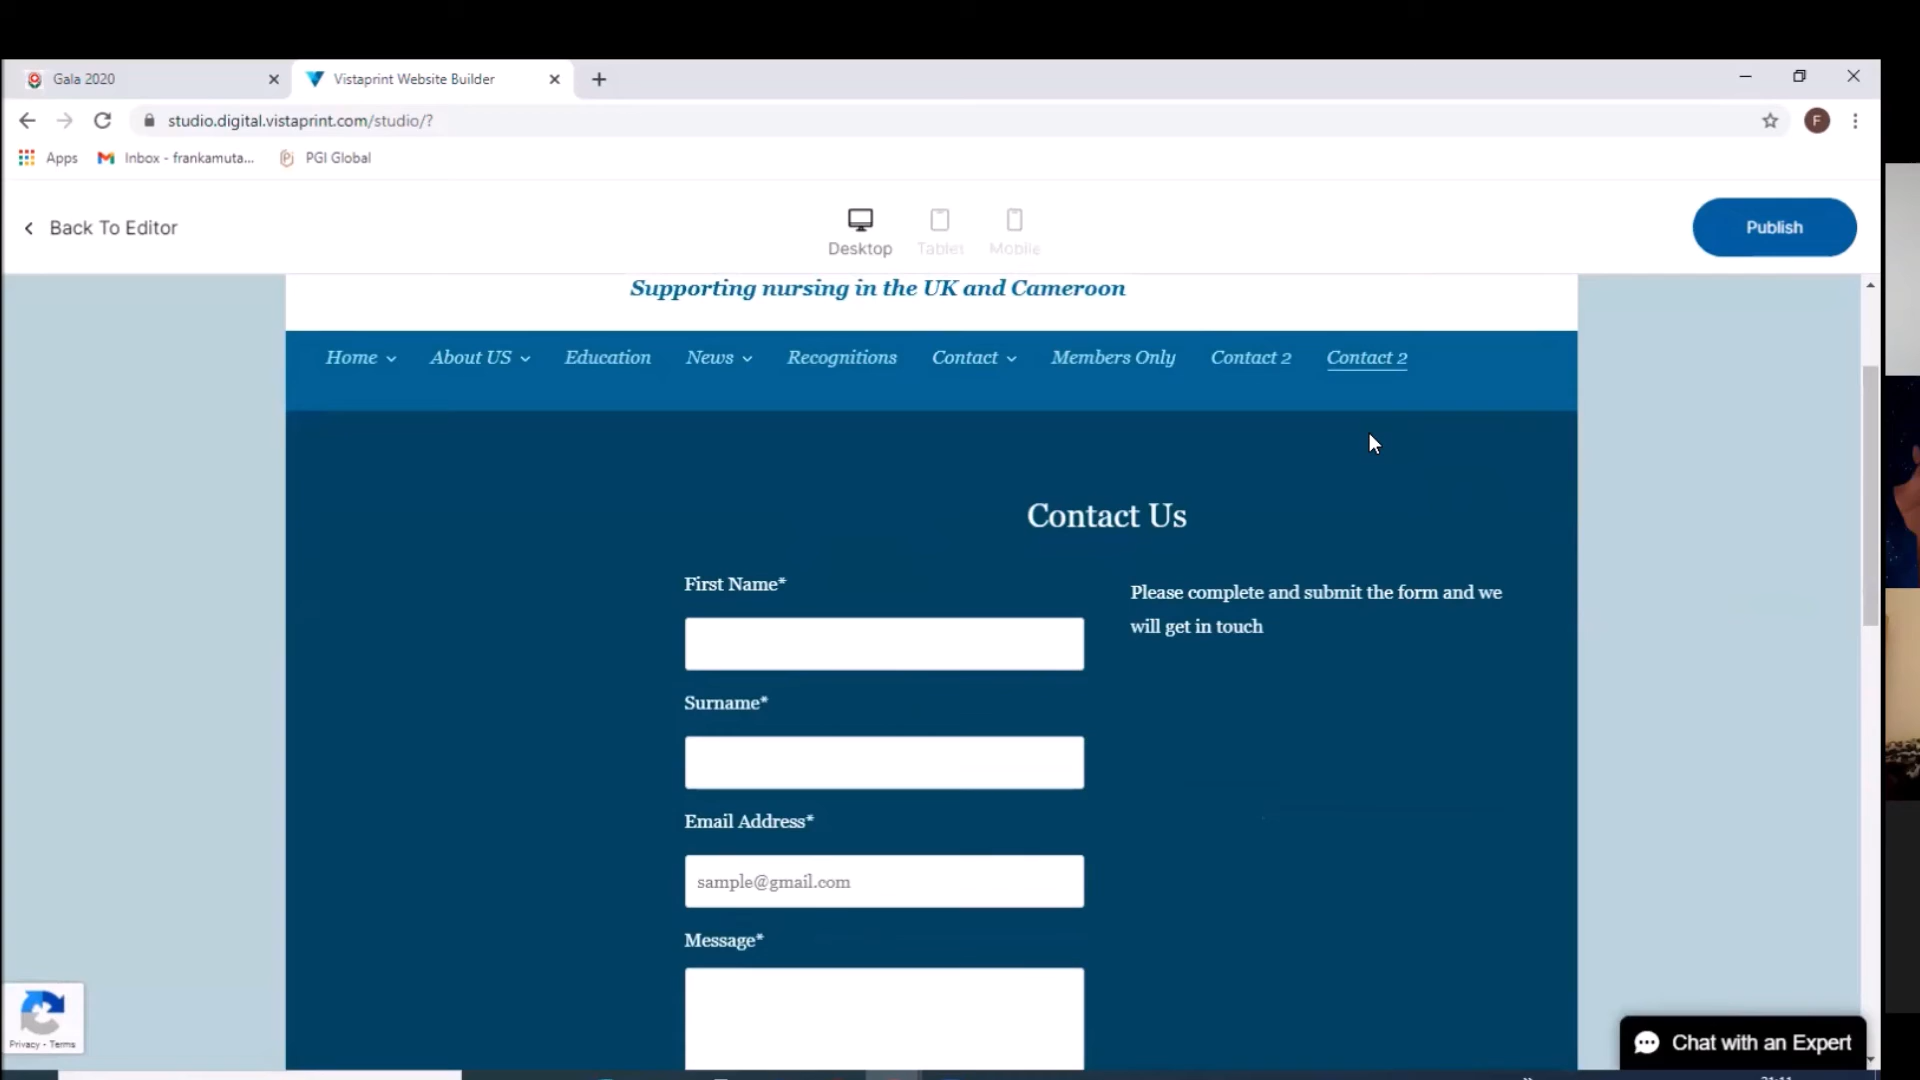 Gala 2020
Vistaprint Website Builder
studio.digital.vistaprint.com/studio/?
F
Apps
Inbox - frankamuta...
PGI Global
Back To Editor
Desktop
Tablet
Mobile
Publish
Supporting nursing in the UK and Cameroon
Home
About US
Education
News
Recognitions
Contact
Members Only
Contact 2
Contact 2
Contact Us
First Name*
Please complete and submit the form and we
will get in touch
Surname*
Email Address*
sample@gmail.com
Message*
Privacy - Terms
Chat with an Expert